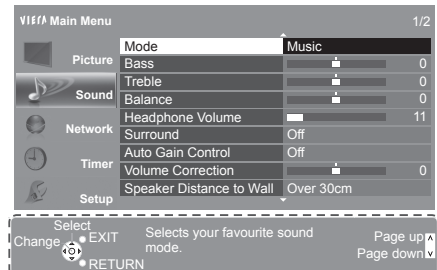 VIErA Main Menu 1/2
Picture
Sound
Network
Timer
Setup
Mode Music
Bass 0
Treble 0
Balance 0
Headphone Volume 11
Surround Off
Auto Gain Control Off
Volume Correction 0
Speaker Distance to Wall Over 30cm
Select
Change
EXIT
RETURN
Selects your favourite sound
mode.
Page up
Page down